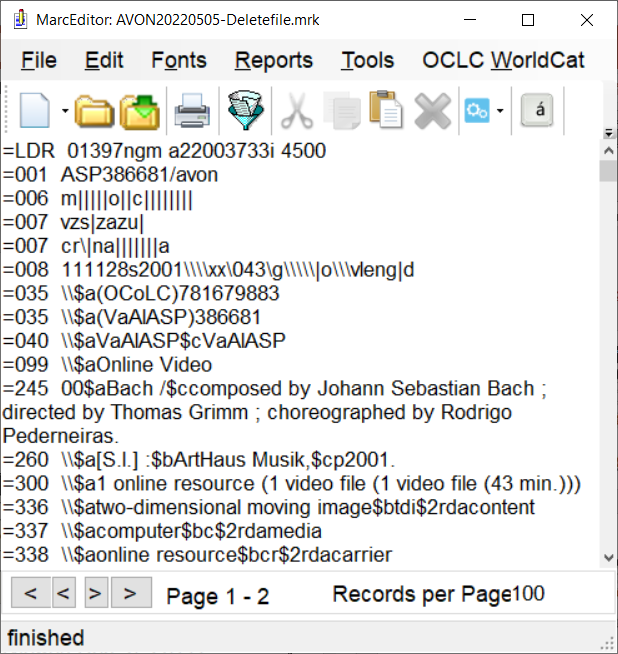 MarcEditor: AVON20220505-Deletefile.mrk
File Edit Fonts Reports Tools OCLC WorldCat
á
=LDR  01397ngm a22003733i 4500
=001  ASP386681/avon
=006  m|||||o||c||||||||
=007  vzs|zazu|
=007  cr\|na|||||||a
=008  111128s2001\\\\xx\043\g\\\\\|o\\\vleng|d
=035  \\$a(OCoLC)781679883
=035  \\$a(VaAlASP)386681
=040  \\$aVaAlASP$cVaAlASP
=099  \\$aOnline Video
=245  00$aBach /$ccomposed by Johann Sebastian Bach ;
directed by Thomas Grimm ; choreographed by Rodrigo
Pederneiras.
=260  \\$a[S.l.] :$bArtHaus Musik,$cp2001.
=300  \\$a1 online resource (1 video file (1 video file (43 min.)))
=336  \\$atwo-dimensional moving image$btdi$2rdacontent
=337  \\$acomputer$bc$2rdamedia
=338  \\$aonline resource$bcr$2rdacarrier
< < > > Page 1 - 2 Records per Page100
finished